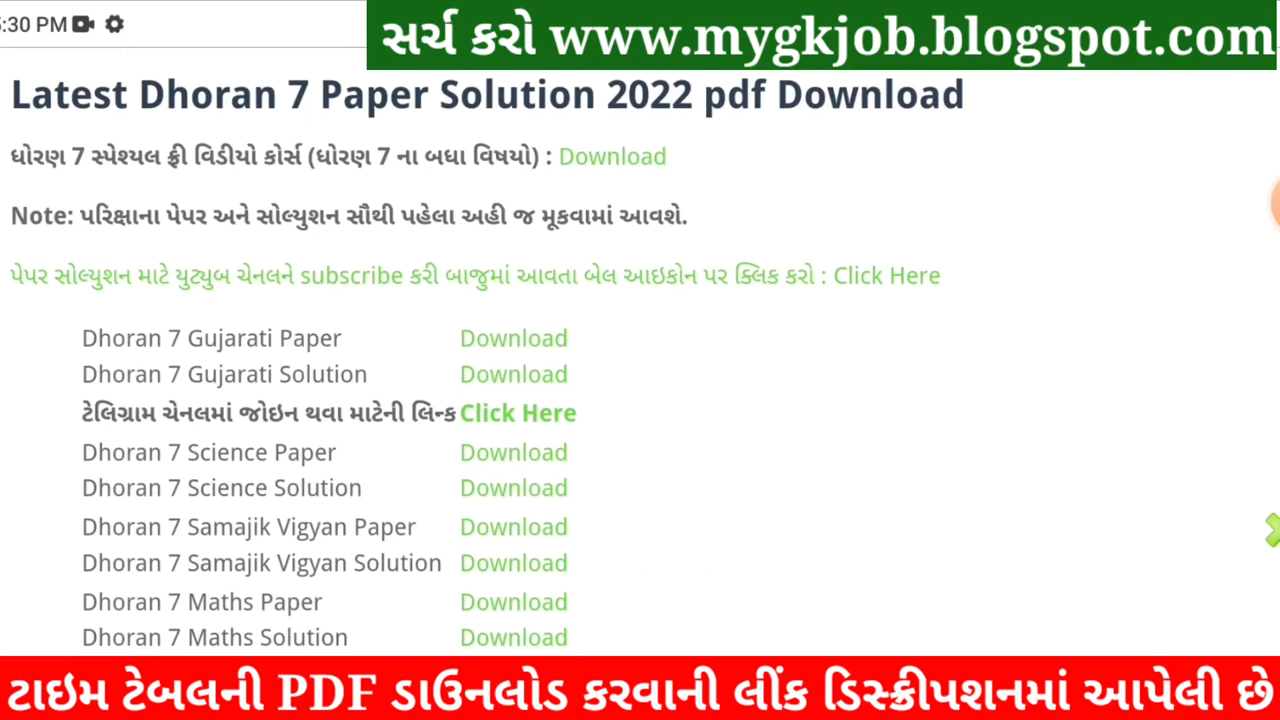 :30 PM
સર્ચ કરો www.mygkjob.blogspot.com
Latest Dhoran 7 Paper Solution 2022 pdf Download
ધોરણ 7 સ્પેશ્યલ ફ્રી વિડીયો કોર્સ (ધોરણ 7 ના બધા વિષયો) : Download
Note: પરિક્ષાના પેપર અને સોલ્યુશન સૌથી પહેલા અહી જ મૂકવામાં આવશે.
પેપર સોલ્યુશન માટે યુટ્યુબ ચેનલને subscribe કરી બાજુમાં આવતા બેલ આઇકોન પર ક્લિક કરો : Click Here
Dhoran 7 Gujarati Paper Download
Dhoran 7 Gujarati Solution Download
ટેલિગ્રામ ચેનલમાં જોઇન થવા માટેની લિન્ક Click Here
Dhoran 7 Science Paper Download
Dhoran 7 Science Solution Download
Dhoran 7 Samajik Vigyan Paper Download
Dhoran 7 Samajik Vigyan Solution Download
Dhoran 7 Maths Paper Download
Dhoran 7 Maths Solution Download
ટાઇમ ટેબલની PDF ડાઉનલોડ કરવાની લીંક ડિસ્ક્રીપશનમાં આપેલી છે